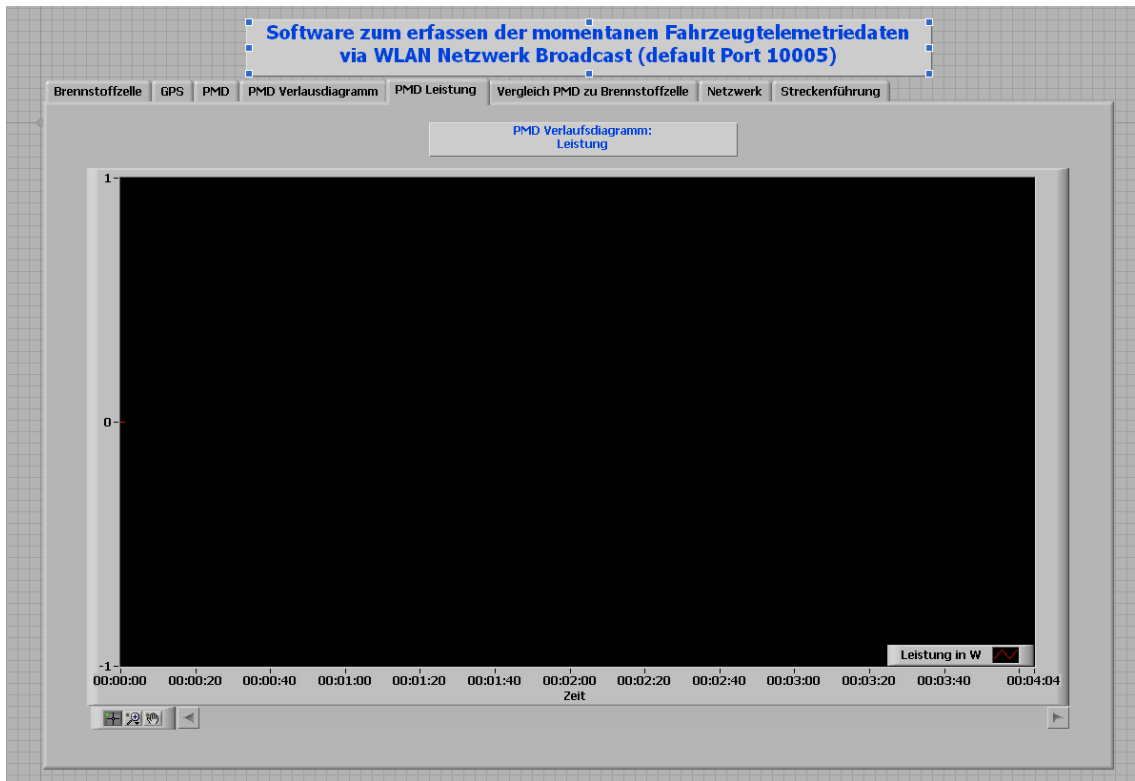 Software zum erfassen der momentanen Fahrzeugtelemetriedaten
via WLAN Netzwerk Broadcast (default Port 10005)
Brennstoffzelle GPS PMD PMD Verlausdiagramm PMD Leistung Vergleich PMD zu Brennstoffzelle Netzwerk Streckenführung
PMD Verlaufsdiagramm:
Leistung
1
0
-1
Leistung in W
00:00:00 00:00:20 00:00:40 00:01:00 00:01:20 00:01:40 00:02:00 00:02:20 00:02:40 00:03:00 00:03:20 00:03:40 00:04:04
Zeit